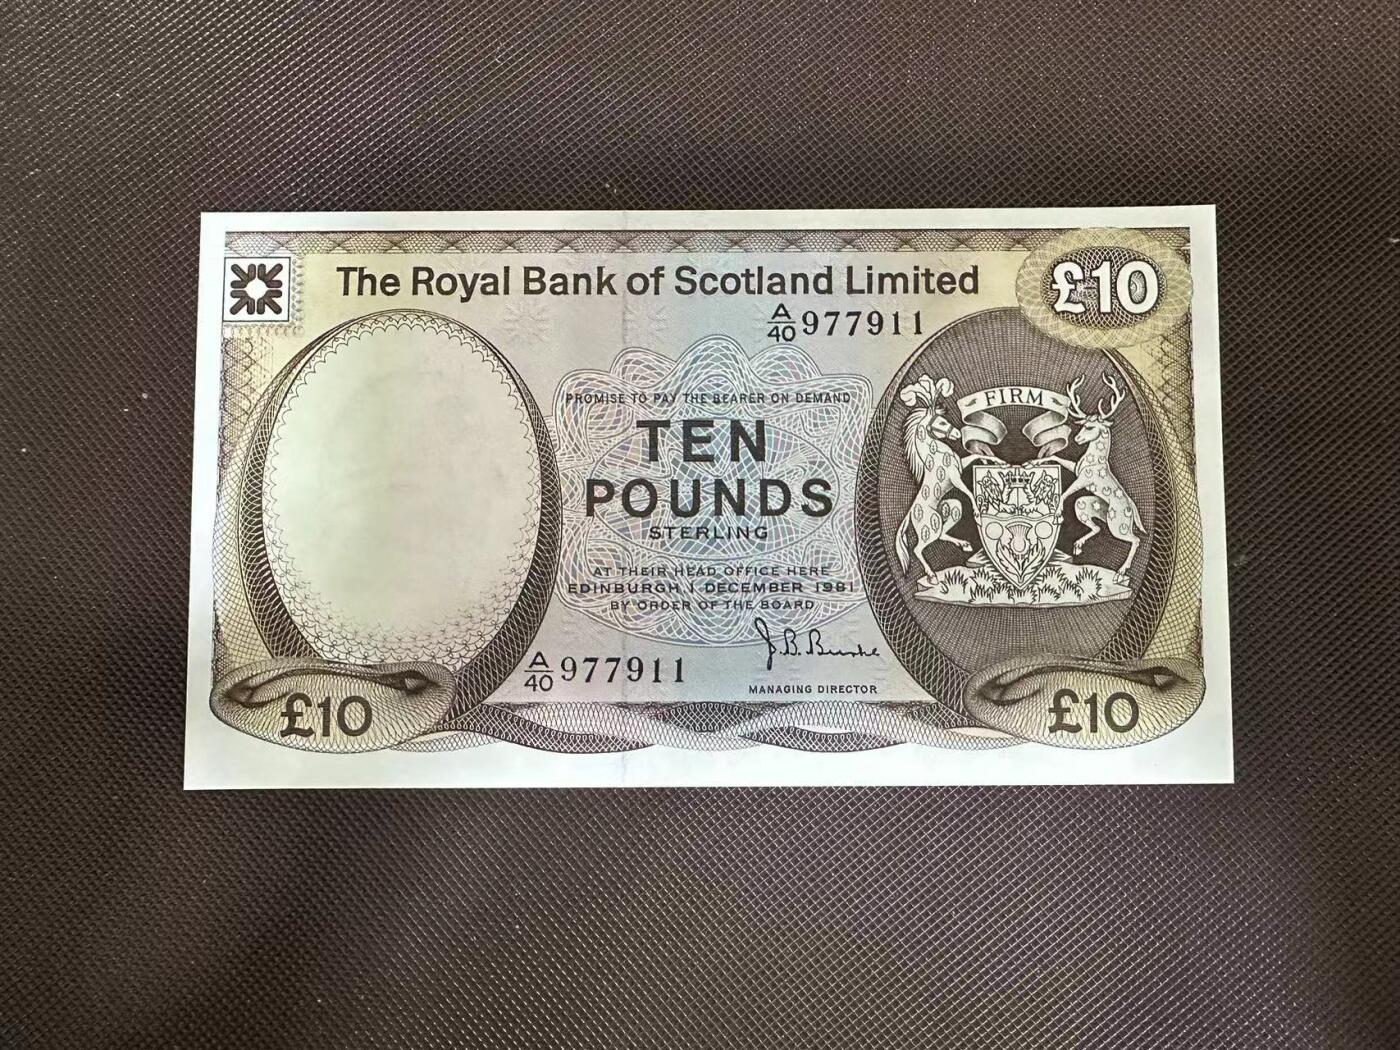 The Royal Bank of Scotland Limited
£10
A/40 977911
FIRM
PROMISE TO PAY THE BEARER ON DEMAND
TEN
POUNDS
STERLING
AT THEIR HEAD OFFICE HERE
EDINBURGH, 1 DECEMBER 1981
BY ORDER OF THE BOARD
J. B. Burke
A/40 977911
MANAGING DIRECTOR
£10
£10